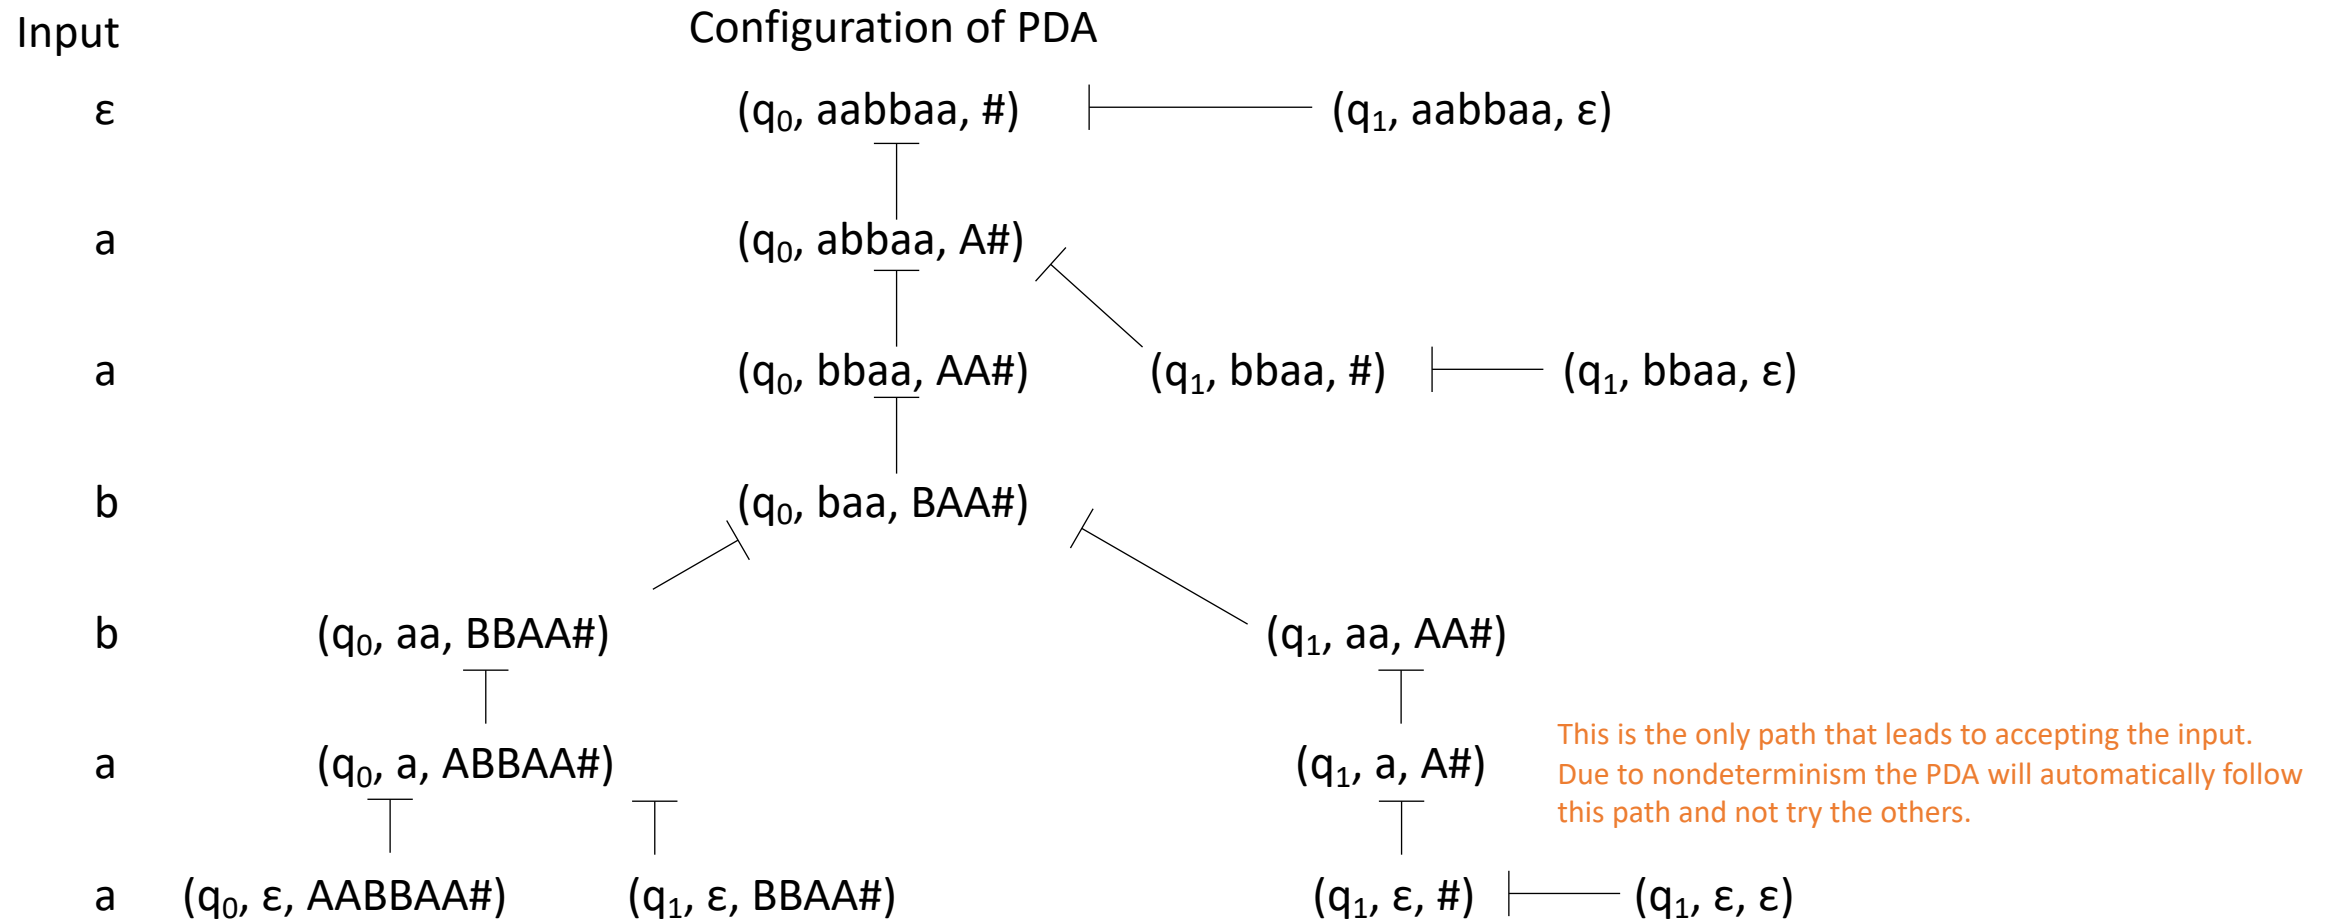 Input Configuration of PDA
ε (q₀, aabbaa, #) (q₁, aabbaa, ε)
a (q₀, abbaa, A#)
a (q₀, bbaa, AA#) (q₁, bbaa, #) (q₁, bbaa, ε)
b (q₀, baa, BAA#)
b (q₀, aa, BBAA#) (q₁, aa, AA#)
a (q₀, a, ABBAA#) (q₁, a, A#)
This is the only path that leads to accepting the input.
Due to nondeterminism the PDA will automatically follow
this path and not try the others.
a (q₀, ε, AABBAA#) (q₁, ε, BBAA#) (q₁, ε, #) (q₁, ε, ε)